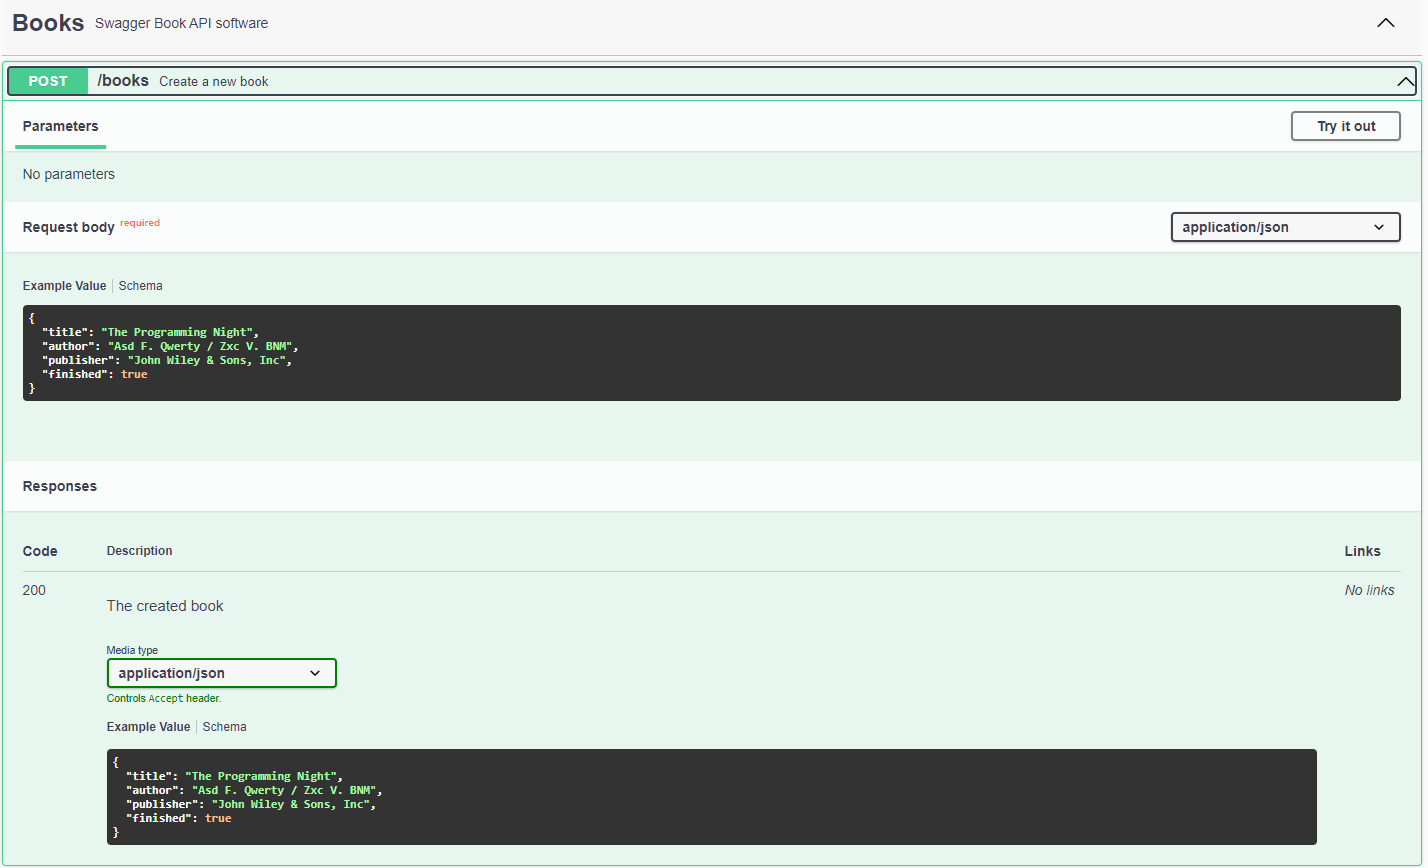 Books Swagger Book API software
POST /books Create a new book
Parameters Try it out
No parameters
Request body required application/json
Example Value Schema
{
"title": "The Programming Night",
"author": "Asd F. Qwerty / Zxc V. BNM",
"publisher": "John Wiley & Sons, Inc",
"finished": true
}
Responses
Code Description Links
200 No links
The created book
Media type
application/json
Controls Accept header.
Example Value Schema
{
"title": "The Programming Night",
"author": "Asd F. Qwerty / Zxc V. BNM",
"publisher": "John Wiley & Sons, Inc",
"finished": true
}